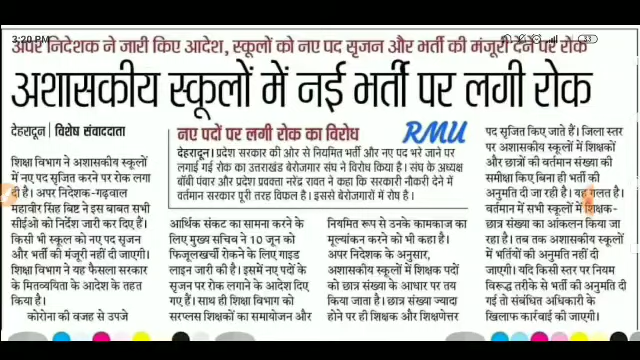 3:20 PM
33
अपर निदेशक ने जारी किए आदेश, स्कूलों को नए पद सृजन और भर्ती की मंजूरी देने पर रोक
अशासकीय स्कूलों में नई भर्ती पर लगी रोक
देहरादून | विशेष संवाददाता
शिक्षा विभाग ने अशासकीय स्कूलों
में नए पद सृजित करने पर रोक लगा
दी है। अपर निदेशक-गढ़वाल
महावीर सिंह बिष्ट ने इस बाबत सभी
सीईओ को निर्देश जारी कर दिए हैं।
किसी भी स्कूल को नए पद सृजन
और भर्ती की मंजूरी नहीं दी जाएगी।
शिक्षा विभाग ने यह फैसला सरकार
के मितव्ययिता के आदेश के तहत
किया है।
कोरोना की वजह से उपजे
नए पदों पर लगी रोक का विरोध
RMU
देहरादून। प्रदेश सरकार की ओर से नियमित भर्ती और नए पद भरे जाने पर
लगाई गई रोक का उत्तराखंड बेरोजगार संघ ने विरोध किया है। संघ के अध्यक्ष
बॉबी पंवार और प्रदेश प्रवक्ता नरेंद्र रावत ने कहा कि सरकारी नौकरी देने में
वर्तमान सरकार पूरी तरह विफल है। इससे बेरोजगारों में रोष है।
आर्थिक संकट का सामना करने के
लिए मुख्य सचिव ने 10 जून को
फिजूलखर्ची रोकने के लिए गाइड
लाइन जारी की है। इसमें नए पदों के
सृजन पर रोक लगाने के आदेश दिए
गए हैं। साथ ही शिक्षा विभाग को
सरप्लस शिक्षकों का समायोजन और
नियमित रूप से उनके कामकाज का
मूल्यांकन करने को भी कहा है।
अपर निदेशक के अनुसार,
अशासकीय स्कूलों में शिक्षक पदों
को छात्र संख्या के आधार पर तय
किया जाता है। छात्र संख्या ज्यादा
होने पर ही शिक्षक और शिक्षणेत्तर
पद सृजित किए जाते हैं। जिला स्तर
पर अशासकीय स्कूलों में शिक्षकों
और छात्रों की वर्तमान संख्या की
समीक्षा किए बिना ही भर्ती की
अनुमति दी जा रही है। यह गलत है।
वर्तमान में सभी स्कूलों में शिक्षक-
छात्र संख्या का आंकलन किया जा
रहा है। तब तक अशासकीय स्कूलों
में भर्तियों की अनुमति नहीं दी
जाएगी। यदि किसी स्तर पर नियम
विरूद्ध तरीके से भर्ती की अनुमति दी
गई तो संबंधित अधिकारी के
खिलाफ कार्रवाई की जाएगी।